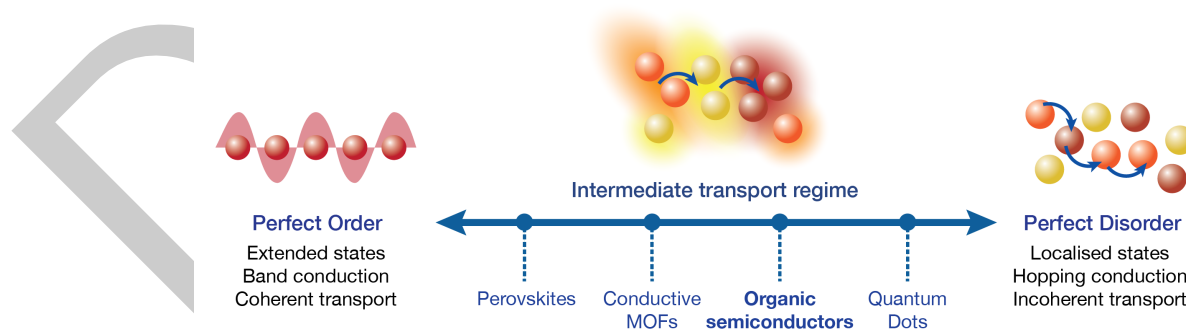 Intermediate transport regime
Perfect Order
Extended states
Band conduction
Coherent transport
Perovskites
Conductive
MOFs
Organic
semiconductors
Quantum
Dots
Perfect Disorder
Localised states
Hopping conduction
Incoherent transport